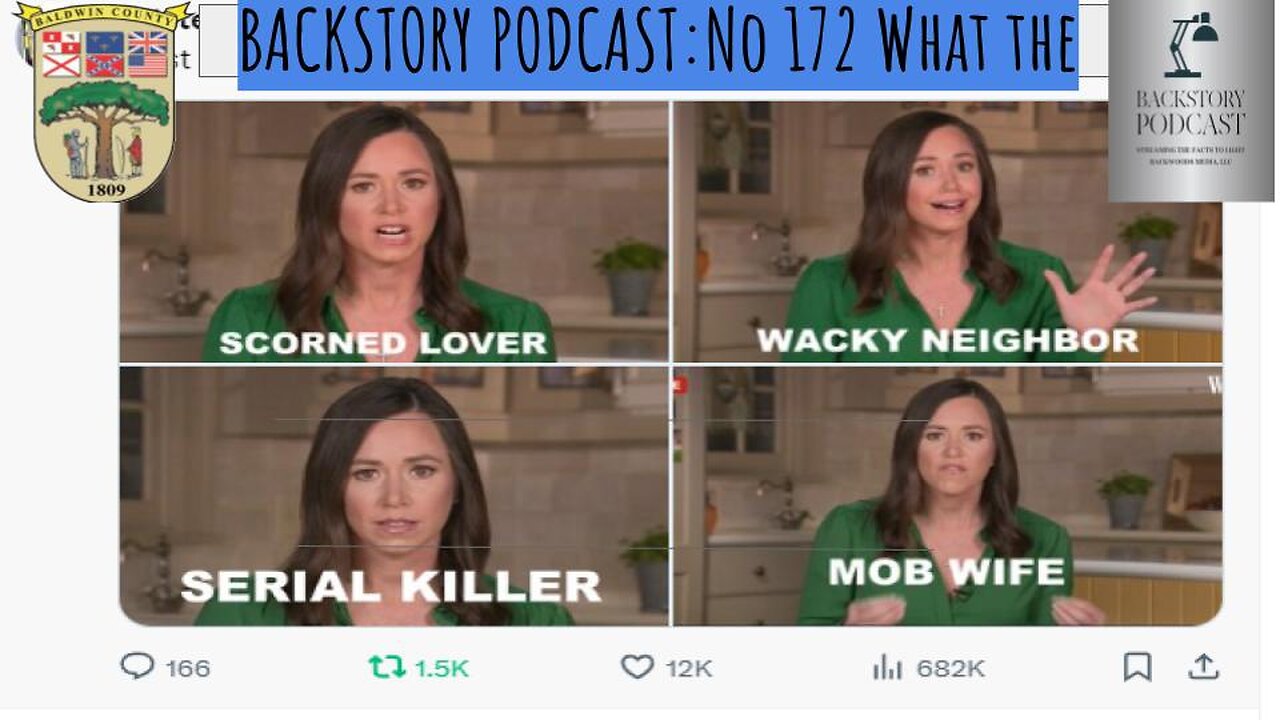 BALDWIN COUNTY
1809
st
BACKSTORY PODCAST:NO 172 WHAT THE
BACKSTORY
PODCAST
STREAMING THE FACTS TO LIGHT
BACKWOODS MEDIA, LLC
SCORNED LOVER
WACKY NEIGHBOR
SERIAL KILLER
W
MOB WIFE
166
1.5K
12K
682K